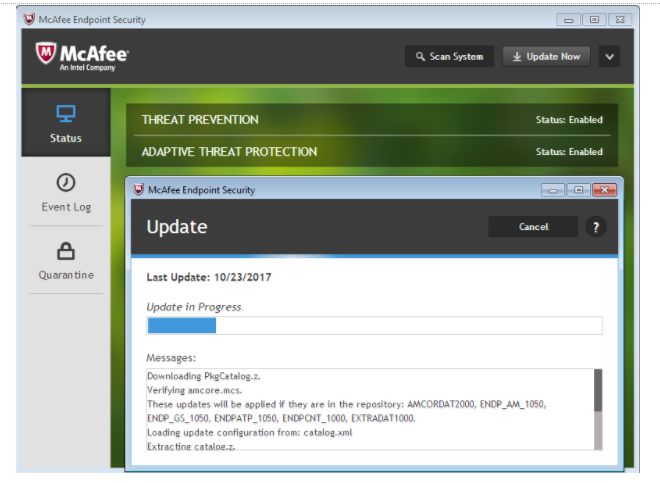 McAfee Endpoint Security
McAfee
An Intel Company
Scan System
Update Now
Status
THREAT PREVENTION
Status: Enabled
ADAPTIVE THREAT PROTECTION
Status: Enabled
Event Log
Quarantine
McAfee Endpoint Security
Update
Cancel
?
Last Update: 10/23/2017
Update in Progress
Messages:
Downloading PkgCatalog.z.
Verifying amcore.mcs.
These updates will be applied if they are in the repository: AMCORDAT2000, ENDP_AM_1050,
ENDP_GS_1050, ENDPATP_1050, ENDPCNT_1000, EXTRADAT1000.
Loading update configuration from: catalog.xml
Extracting catalog.z.